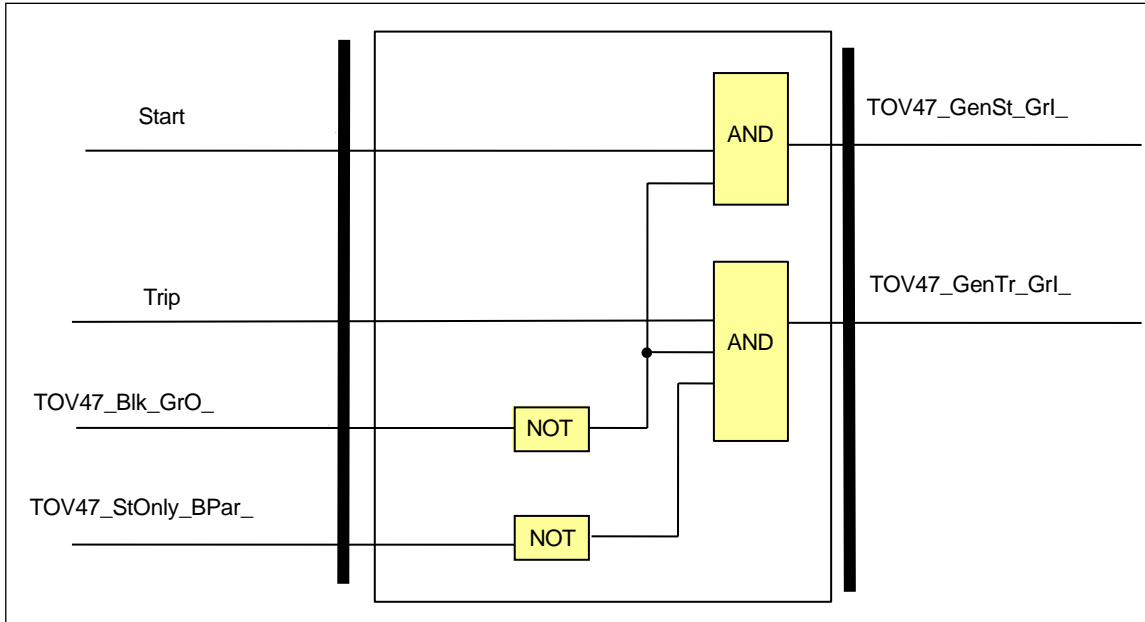 Start
AND
TOV47_GenSt_GrI_
Trip
AND
TOV47_GenTr_GrI_
TOV47_Blk_GrO_
NOT
TOV47_StOnly_BPar_
NOT